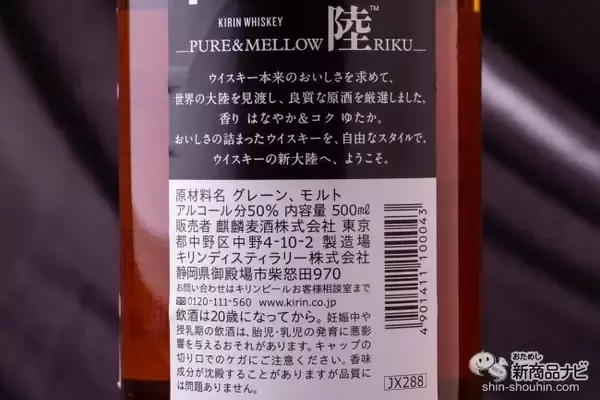 KIRIN WHISKEY
PURE&MELLOW 陸™ RIKU
ウイスキー本来のおいしさを求めて、
世界の大陸を見渡し、良質な原酒を厳選しました。
香り はなやか&コク ゆたか。
おいしさの詰まったウイスキーを、自由なスタイルで。
ウイスキーの新大陸へ、ようこそ。
原材料名 グレーン、モルト
アルコール分50% 内容量 500㎖
販売者 麒麟麦酒株式会社 東京
都中野区中野4-10-2 製造場
キリンディスティラリー株式会社
静岡県御殿場市柴怒田970
お問い合わせはキリンビールお客様相談室まで
0120-111-560 www.kirin.co.jp
飲酒は20歳になってから。妊娠中や
授乳期の飲酒は、胎児・乳児の発育に悪影
響を与えるおそれがあります。キャップの
切り口でのケガにご注意ください。香味
成分が沈殿することがありますが品質に
は問題ありません。
JX288
4 901411 100043
おためし
新商品ナビ
shin-shouhin.com